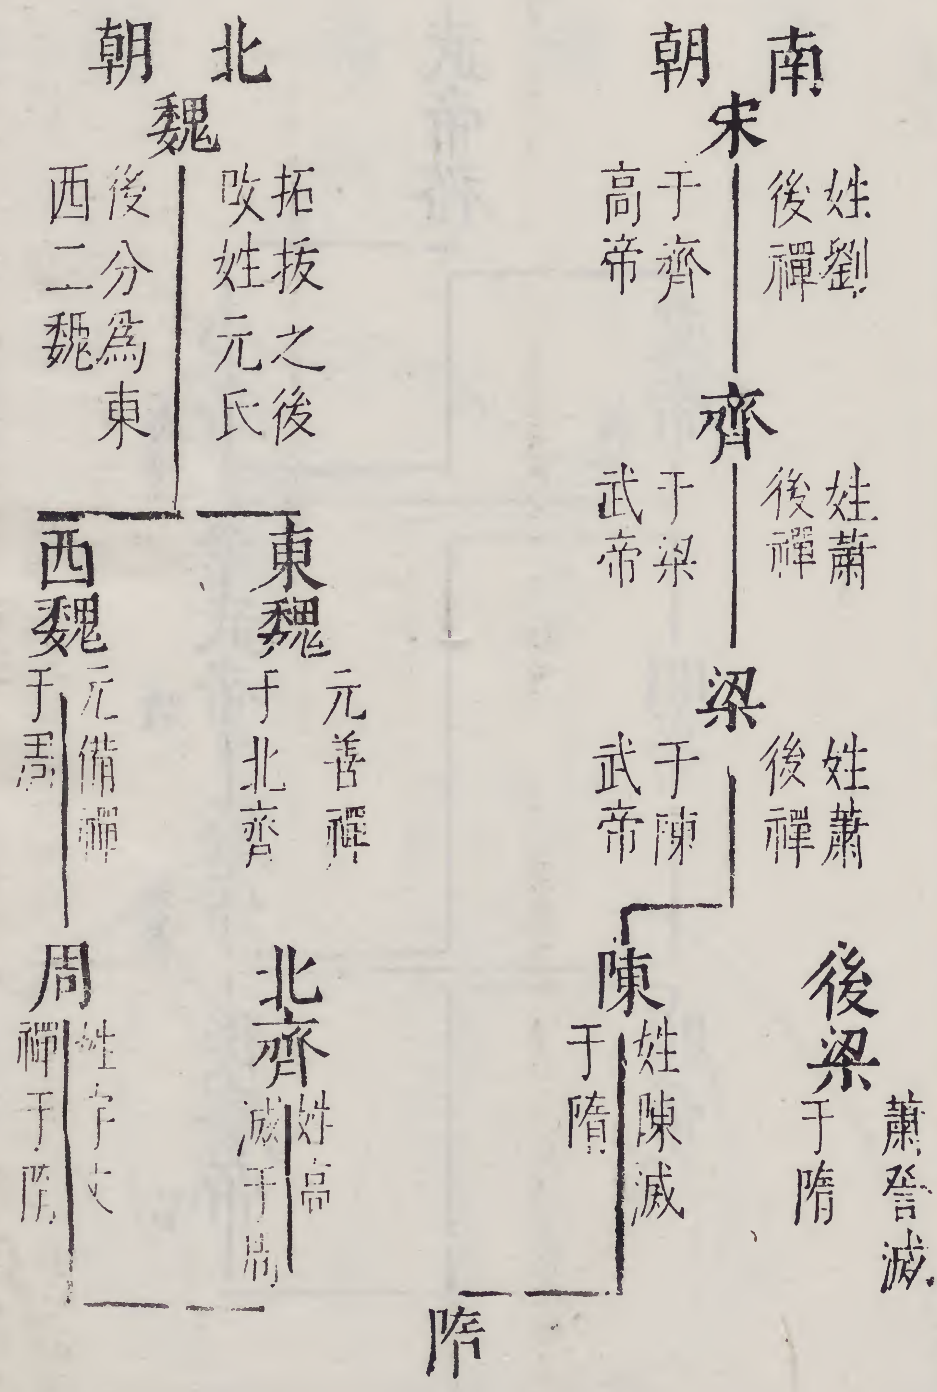 南朝
宋
姓劉
後禪
于齊
高帝
齊
姓蕭
後禪
于梁
武帝
梁
姓蕭
後禪
于陳
武帝
後梁
蕭詧滅
于隋
陳
姓陳滅
于隋
北朝
魏
拓拔之後
改姓元氏
後分為東
西二魏
東魏
元善禪
于北齊
西魏
元脩禪
于周
北齊
姓高
滅于周
周
姓宇文
禪于隋
隋